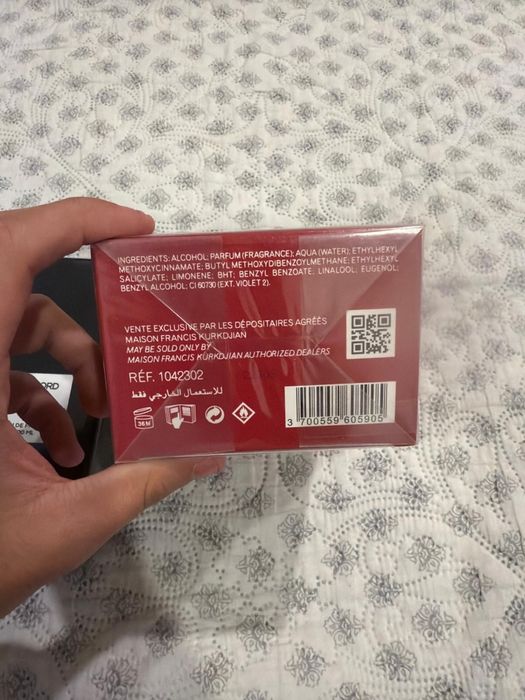 INGREDIENTS: ALCOHOL; PARFUM (FRAGRANCE); AQUA (WATER); ETHYLHEXYL
METHOXYCINNAMATE; BUTYL METHOXYDIBENZOYLMETHANE; ETHYLHEXYL
SALICYLATE; LIMONENE; BHT; BENZYL BENZOATE; LINALOOL; EUGENOL;
BENZYL ALCOHOL; CI 60730 (EXT. VIOLET 2).
VENTE EXCLUSIVE PAR LES DÉPOSITAIRES AGRÉÉS
MAISON FRANCIS KURKDJIAN
MAY BE SOLD ONLY BY
MAISON FRANCIS KURKDJIAN AUTHORIZED DEALERS
RÉF. 1042302
للاستعمال الخارجي فقط
36M
3 700559 605905
ORD